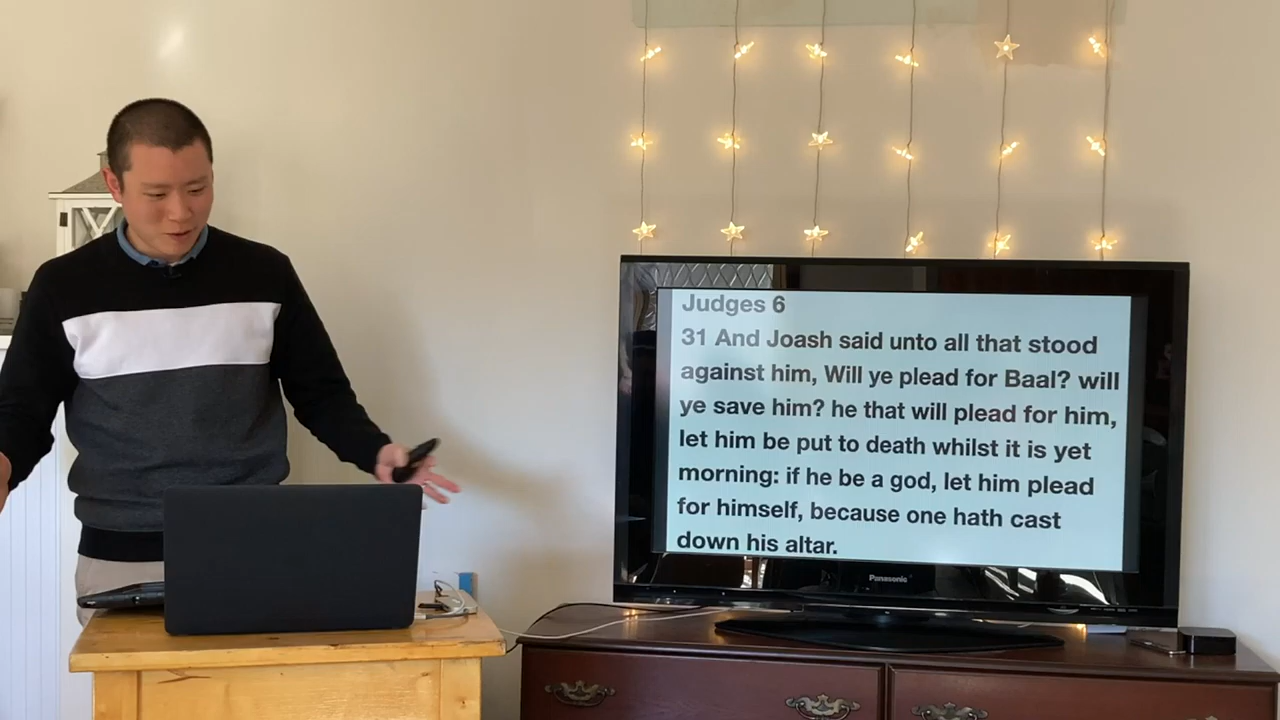 Judges 6
31 And Joash said unto all that stood
against him, Will ye plead for Baal? will
ye save him? he that will plead for him,
let him be put to death whilst it is yet
morning: if he be a god, let him plead
for himself, because one hath cast
down his altar.
Panasonic